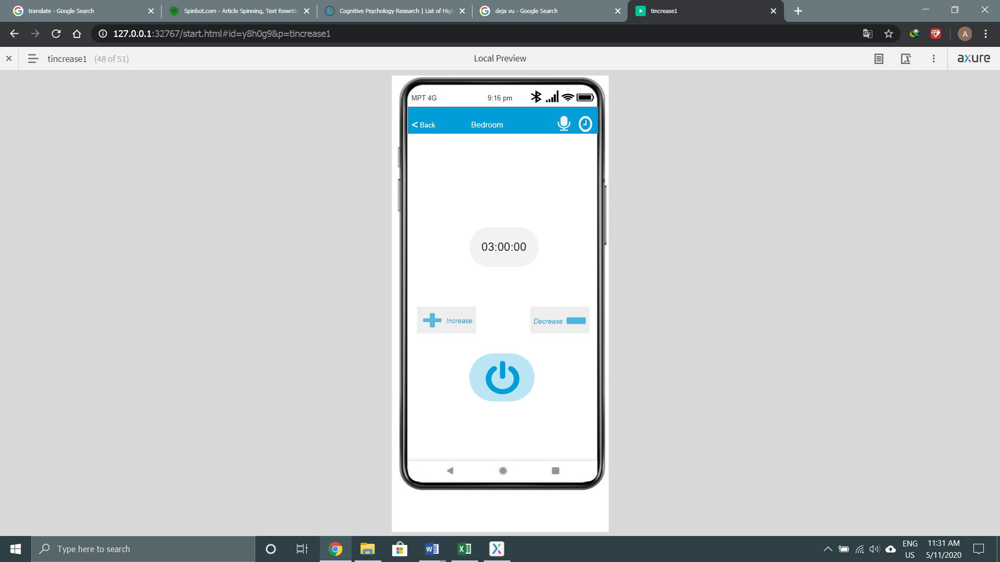 translate - Google Search
Spinbot.com - Article Spinning, Text Rewritin
Cognitive Psychology Research | List of High
deja vu - Google Search
tincrease1
127.0.0.1:32767/start.html#id=y8h0g9&p=tincrease1
A
tincrease1 (48 of 51)
Local Preview
axure
MPT 4G
9:16 pm
< Back
Bedroom
03:00:00
Increase
Decrease
Type here to search
ENG
US
11:31 AM
5/11/2020